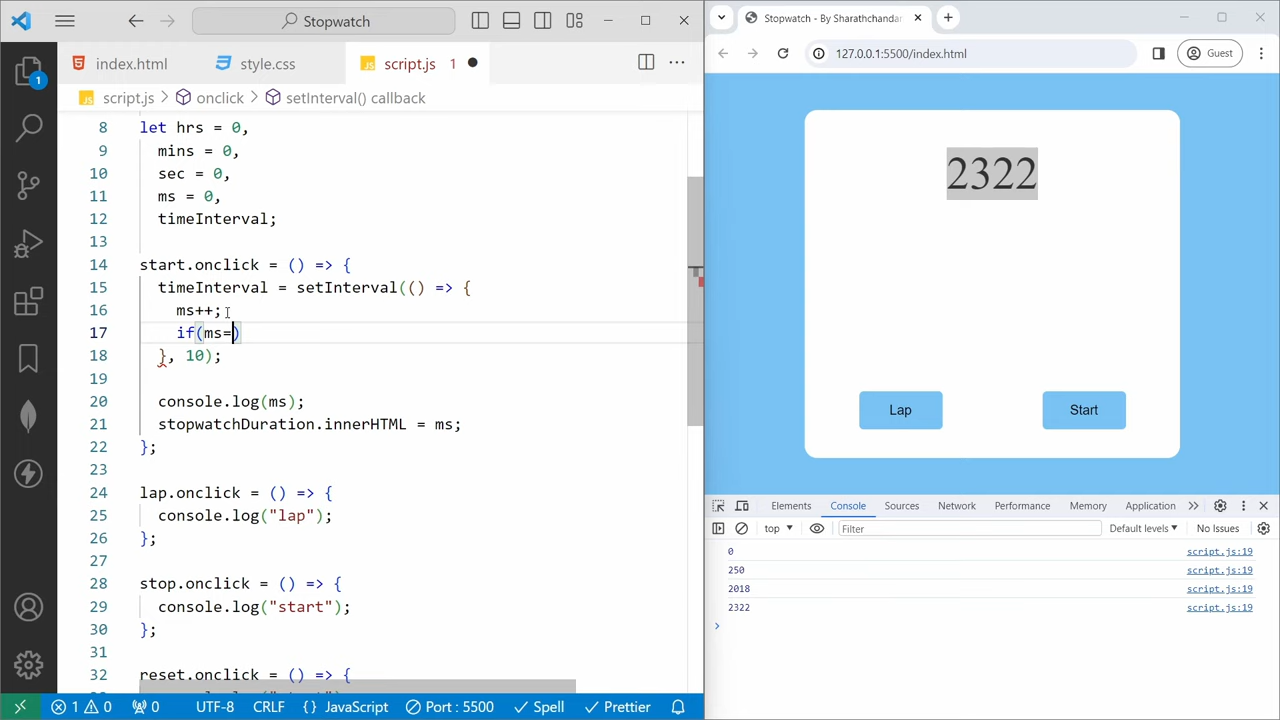 Stopwatch
index.html
style.css
script.js 1
script.js > onclick > setInterval() callback
8 let hrs = 0,
9 mins = 0,
10 sec = 0,
11 ms = 0,
12 timeInterval;
13
14 start.onclick = () => {
15 timeInterval = setInterval(() => {
16 ms++;
17 if(ms=)
18 }, 10);
19
20 console.log(ms);
21 stopwatchDuration.innerHTML = ms;
22 };
23
24 lap.onclick = () => {
25 console.log("lap");
26 };
27
28 stop.onclick = () => {
29 console.log("start");
30 };
31
32 reset.onclick = () => {
1
1 0
0
UTF-8
CRLF
{} JavaScript
Port : 5500
Spell
Prettier
Stopwatch - By Sharathchandar
127.0.0.1:5500/index.html
Guest
2322
Lap
Start
Elements
Console
Sources
Network
Performance
Memory
Application
top
Filter
Default levels
No Issues
0 script.js:19
250 script.js:19
2018 script.js:19
2322 script.js:19